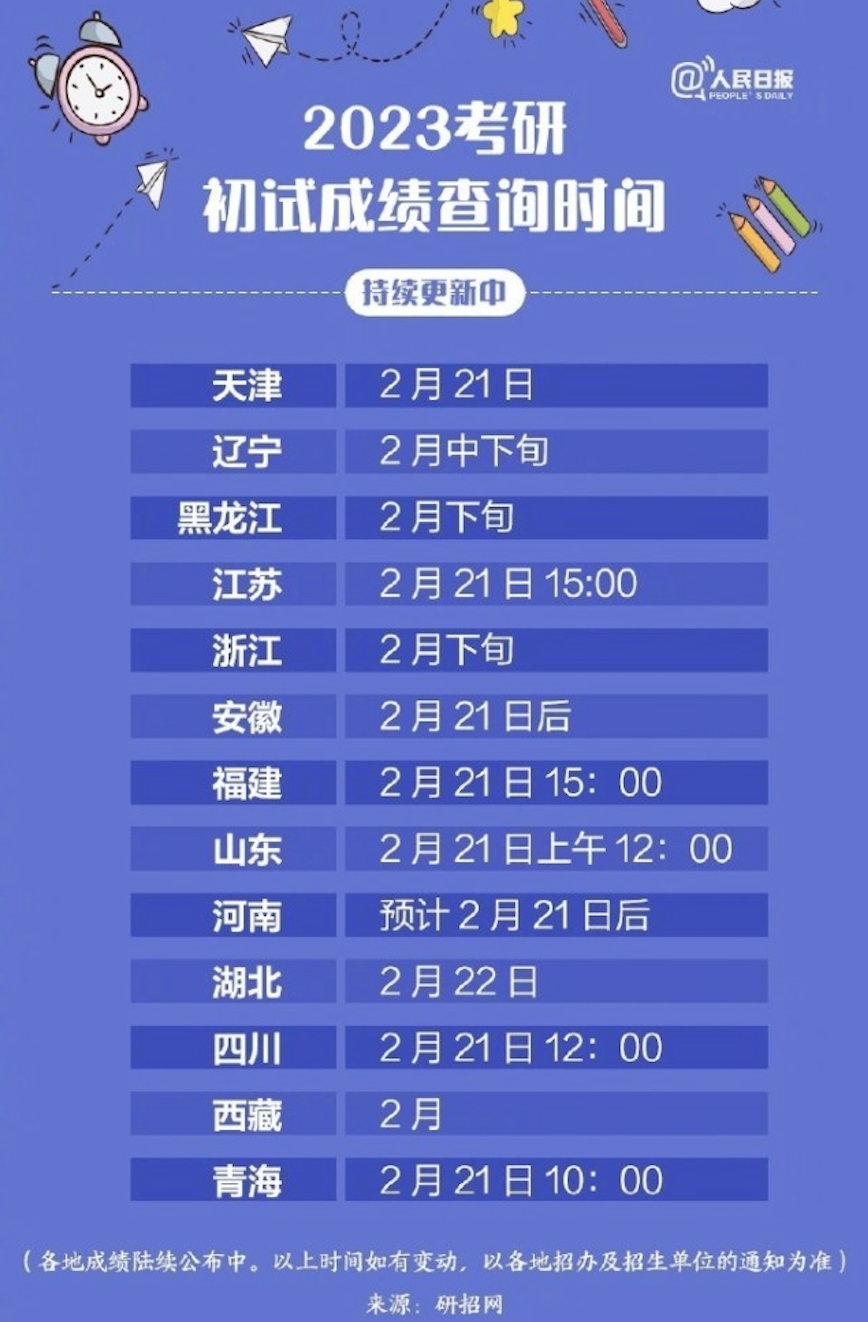 @人民日报
PEOPLE'S DAILY
2023考研
初试成绩查询时间
持续更新中
天津 2月21日
辽宁 2月中下旬
黑龙江 2月下旬
江苏 2月21日15:00
浙江 2月下旬
安徽 2月21日后
福建 2月21日15：00
山东 2月21日上午12：00
河南 预计2月21日后
湖北 2月22日
四川 2月21日12：00
西藏 2月
青海 2月21日10：00
（各地成绩陆续公布中。以上时间如有变动，以各地招办及招生单位的通知为准）
来源：研招网